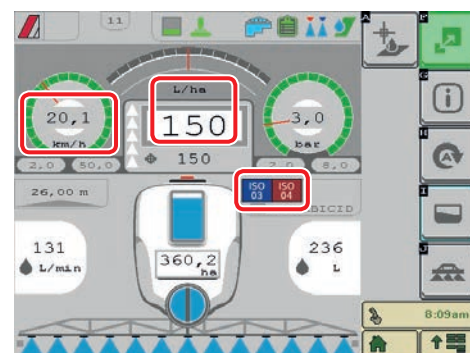 11
A
F
L/ha
G
20,1
150
3,0
km/h
bar
H
2,0 50,0
150
2,0 8,0
26,00 m
ISO 03
ISO 04
BICID
I
131
L/min
360,2
ha
236
L
J
8:09am